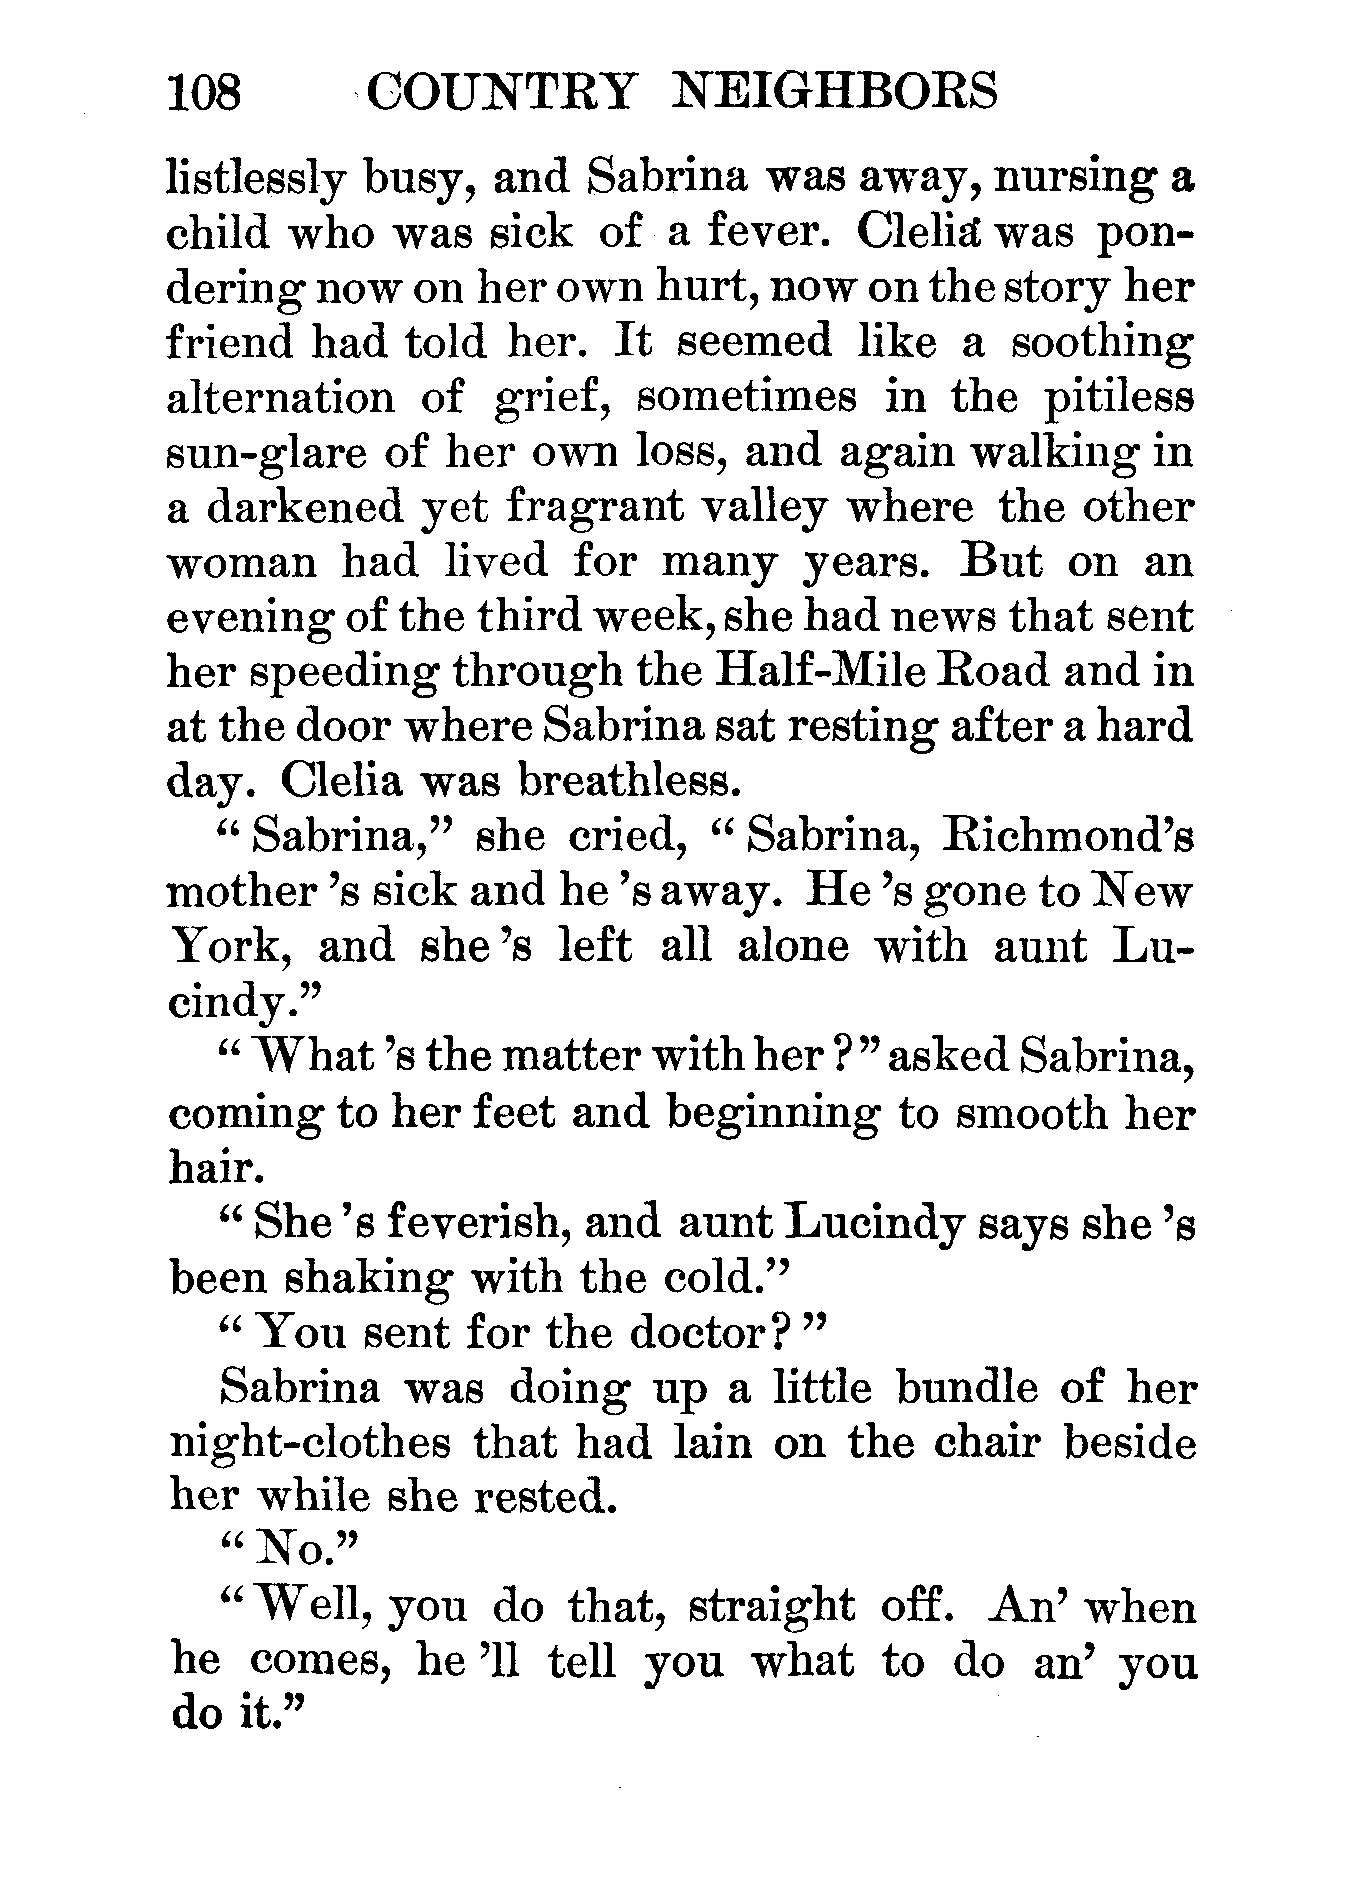 108 COUNTRY NEIGHBORS
listlessly busy, and Sabrina was away, nursing a
child who was sick of a fever. Clelia was pon-
dering now on her own hurt, now on the story her
friend had told her. It seemed like a soothing
alternation of grief, sometimes in the pitiless
sun-glare of her own loss, and again walking in
a darkened yet fragrant valley where the other
woman had lived for many years. But on an
evening of the third week, she had news that sent
her speeding through the Half-Mile Road and in
at the door where Sabrina sat resting after a hard
day. Clelia was breathless.
“ Sabrina,” she cried, “ Sabrina, Richmond’s
mother ’s sick and he ’s away. He ’s gone to New
York, and she ’s left all alone with aunt Lu-
cindy.”
“ What ’s the matter with her ? ” asked Sabrina,
coming to her feet and beginning to smooth her
hair.
“ She ’s feverish, and aunt Lucindy says she ’s
been shaking with the cold.”
“ You sent for the doctor? ”
Sabrina was doing up a little bundle of her
night-clothes that had lain on the chair beside
her while she rested.
“ No.”
“ Well, you do that, straight off. An’ when
he comes, he ’ll tell you what to do an’ you
do it.”